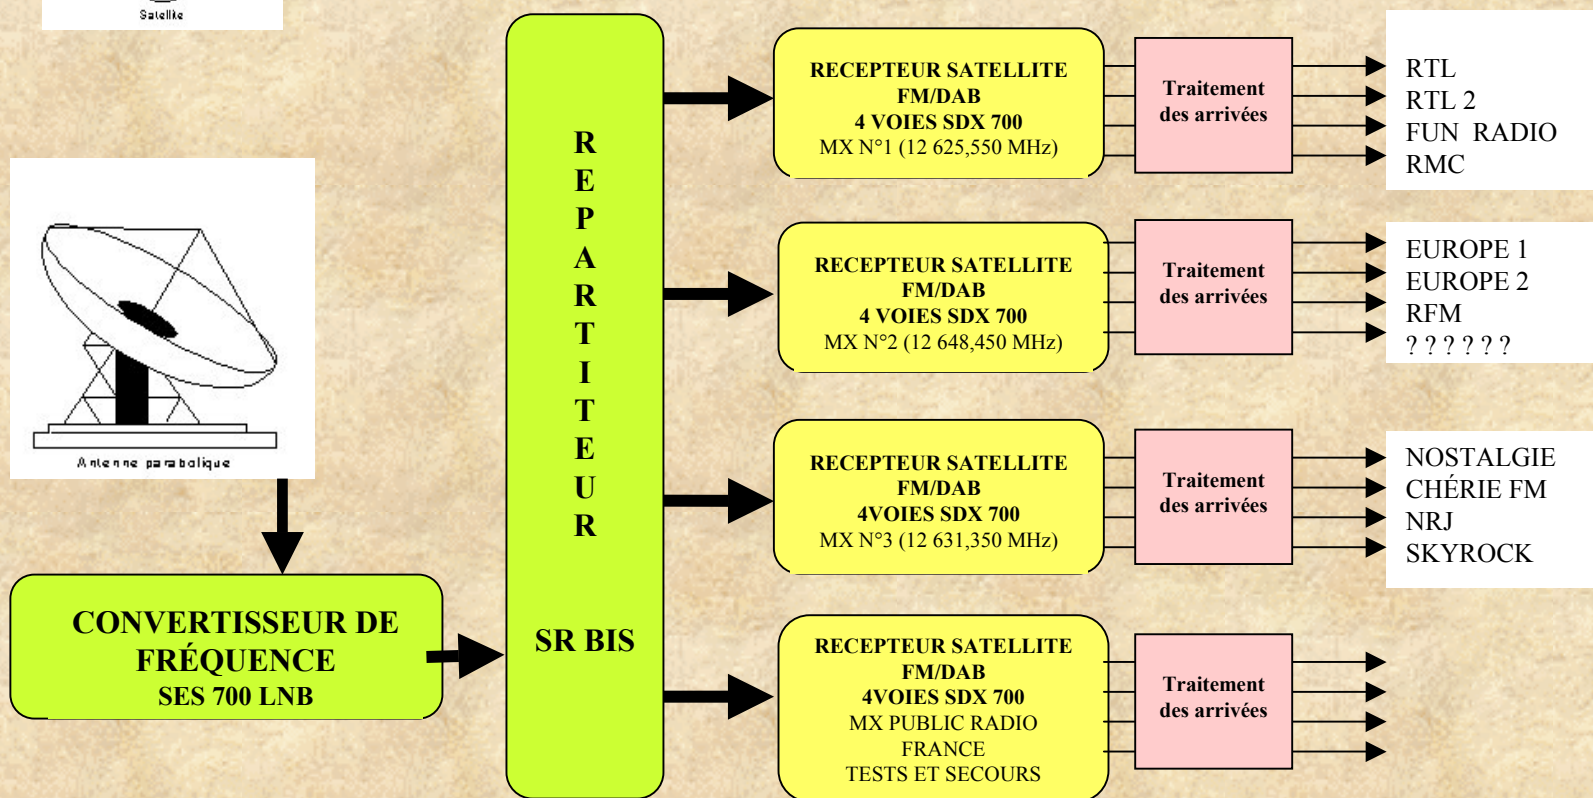 Satellite
Antenne parabolique
CONVERTISSEUR DE
FRÉQUENCE
SES 700 LNB
REPARTITEUR
SR BIS
RECEPTEUR SATELLITE
FM/DAB
4 VOIES SDX 700
MX N°1 (12 625,550 MHz)
Traitement
des arrivées
RTL
RTL 2
FUN RADIO
RMC
RECEPTEUR SATELLITE
FM/DAB
4 VOIES SDX 700
MX N°2 (12 648,450 MHz)
Traitement
des arrivées
EUROPE 1
EUROPE 2
RFM
? ? ? ? ? ?
RECEPTEUR SATELLITE
FM/DAB
4VOIES SDX 700
MX N°3 (12 631,350 MHz)
Traitement
des arrivées
NOSTALGIE
CHÉRIE FM
NRJ
SKYROCK
RECEPTEUR SATELLITE
FM/DAB
4VOIES SDX 700
MX PUBLIC RADIO
FRANCE
TESTS ET SECOURS
Traitement
des arrivées